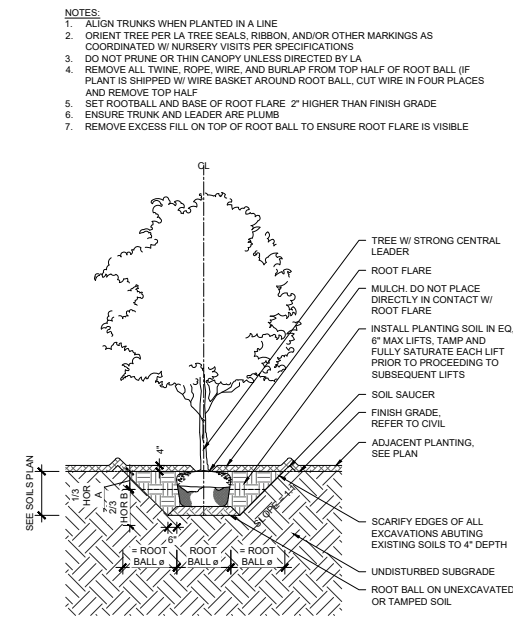 NOTES:
1. ALIGN TRUNKS WHEN PLANTED IN A LINE
2. ORIENT TREE PER LA TREE SEALS, RIBBON, AND/OR OTHER MARKINGS AS
COORDINATED W/ NURSERY VISITS PER SPECIFICATIONS
3. DO NOT PRUNE OR THIN CANOPY UNLESS DIRECTED BY LA
4. REMOVE ALL TWINE, ROPE, WIRE, AND BURLAP FROM TOP HALF OF ROOT BALL (IF
PLANT IS SHIPPED W/ WIRE BASKET AROUND ROOT BALL, CUT WIRE IN FOUR PLACES
AND REMOVE TOP HALF
5. SET ROOTBALL AND BASE OF ROOT FLARE 2" HIGHER THAN FINISH GRADE
6. ENSURE TRUNK AND LEADER ARE PLUMB
7. REMOVE EXCESS FILL ON TOP OF ROOT BALL TO ENSURE ROOT FLARE IS VISIBLE
CL
TREE W/ STRONG CENTRAL
LEADER
ROOT FLARE
MULCH. DO NOT PLACE
DIRECTLY IN CONTACT W/
ROOT FLARE
INSTALL PLANTING SOIL IN EQ,
6" MAX LIFTS, TAMP AND
FULLY SATURATE EACH LIFT
PRIOR TO PROCEEDING TO
SUBSEQUENT LIFTS
SOIL SAUCER
FINISH GRADE,
REFER TO CIVIL
ADJACENT PLANTING,
SEE PLAN
SCARIFY EDGES OF ALL
EXCAVATIONS ABUTING
EXISTING SOILS TO 4" DEPTH
UNDISTURBED SUBGRADE
ROOT BALL ON UNEXCAVATED
OR TAMPED SOIL
SEE SOILS PLAN
1/3
HOR
A
2/3
(HOR B)
4"
SLOPE = 1:1
6"
= ROOT
BALL ø
ROOT
BALL ø
= ROOT
BALL ø